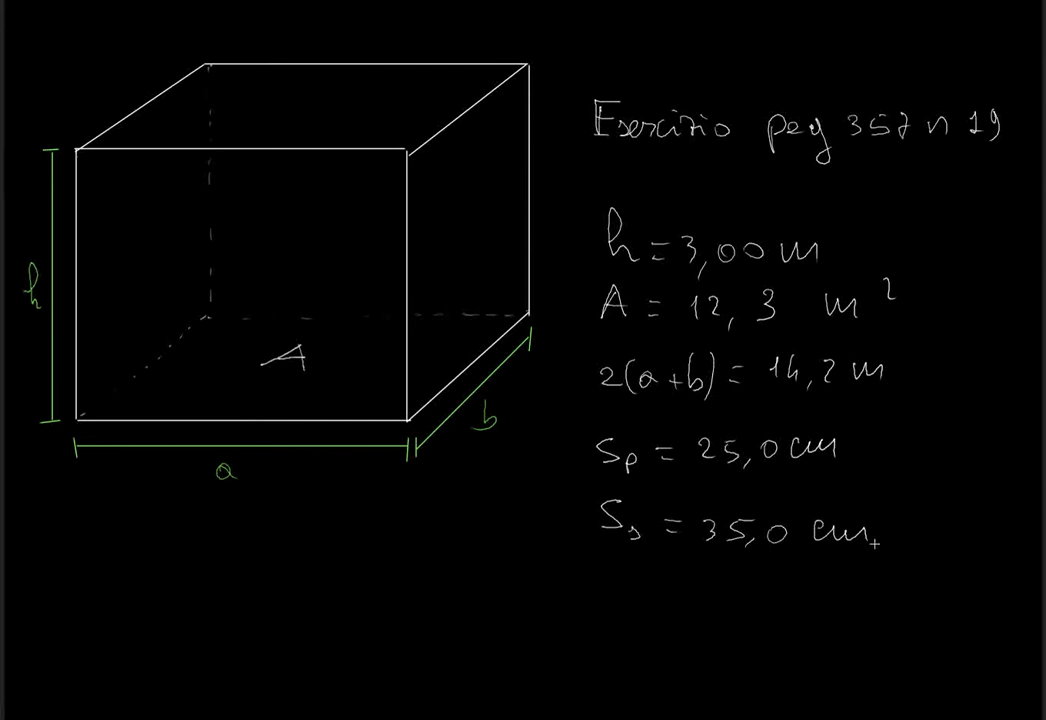 Esercizio pag 357 n 19
h = 3,00 m
A = 12,3 m²
2(a+b) = 14,2 m
Sp = 25,0 cm
Ss = 35,0 cm
h
A
b
a